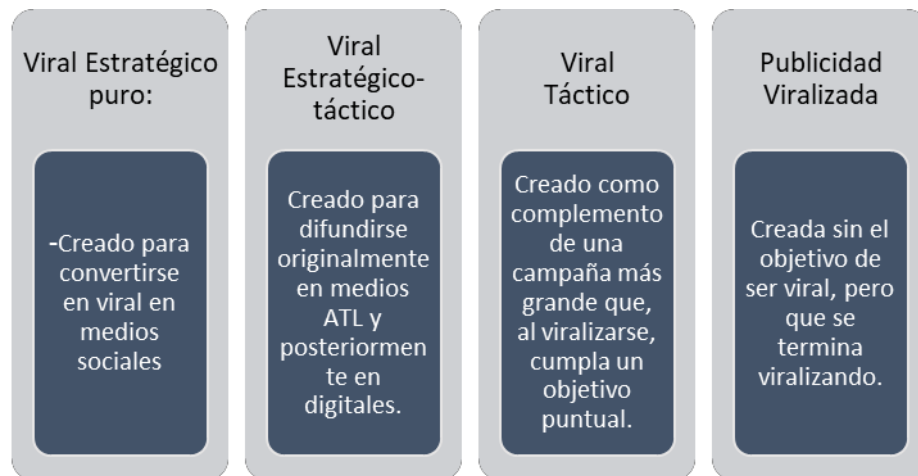 Viral Estratégico
puro:
-Creado para
convertirse
en viral en
medios
sociales
Viral
Estratégico-
táctico
Creado para
difundirse
originalmente
en medios
ATL y
posteriormen
te en
digitales.
Viral
Táctico
Creado como
complemento
de una
campaña más
grande que,
al viralizarse,
cumpla un
objetivo
puntual.
Publicidad
Viralizada
Creada sin el
objetivo de
ser viral, pero
que se
termina
viralizando.